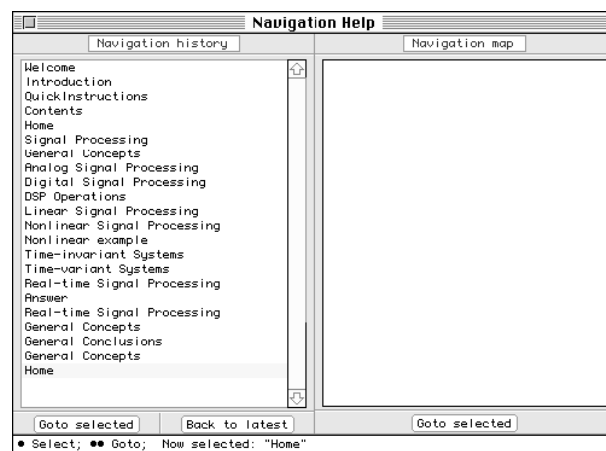 Navigation Help
Navigation history
Navigation map
Welcome
Introduction
QuickInstructions
Contents
Home
Signal Processing
General Concepts
Analog Signal Processing
Digital Signal Processing
DSP Operations
Linear Signal Processing
Nonlinear Signal Processing
Nonlinear example
Time-invariant Systems
Time-variant Systems
Real-time Signal Processing
Answer
Real-time Signal Processing
General Concepts
General Conclusions
General Concepts
Home
Goto selected
Back to latest
Goto selected
● Select; ●● Goto; Now selected: "Home"